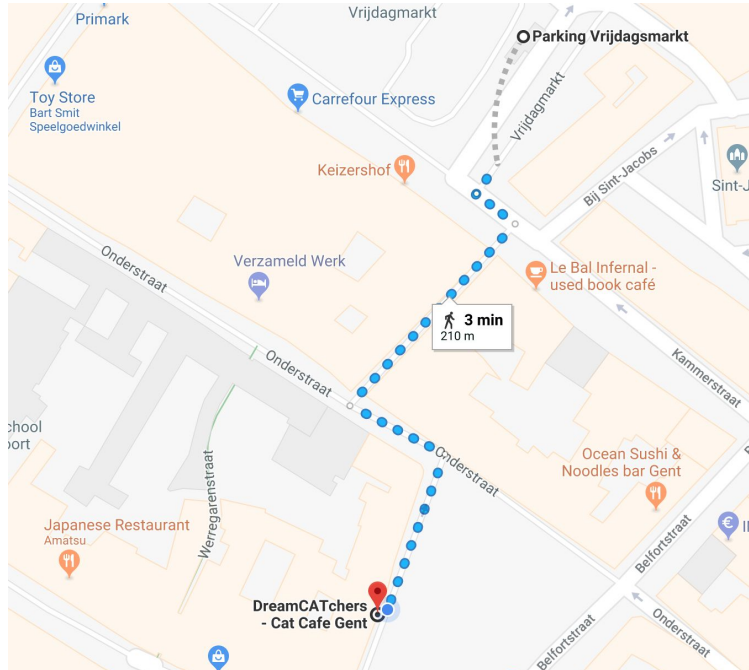 Vrijdagmarkt
Primark
Parking Vrijdagsmarkt
Toy Store
Bart Smit
Speelgoedwinkel
Carrefour Express
Vrijdagmarkt
Keizershof
Bij Sint-Jacobs
Sint-J
Onderstraat
Verzameld Werk
Le Bal Infernal -
used book café
3 min
210 m
Onderstraat
Kammerstraat
chool
oort
Onderstraat
Ocean Sushi &
Noodles bar Gent
Werregarenstraat
Japanese Restaurant
Amatsu
Belfortstraat
DreamCATchers
- Cat Cafe Gent
Onderstraat
Belfortstraat